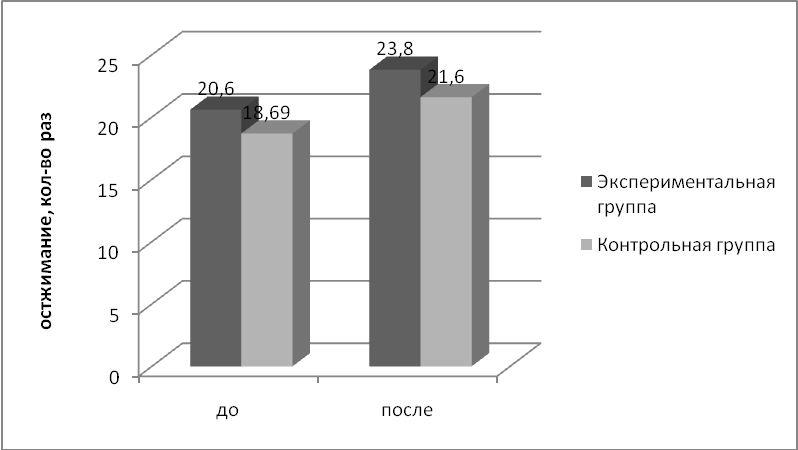 остжимание, кол-во раз
25
20
15
10
5
0
20,6
18,69
23,8
21,6
до
после
Экспериментальная
группа
Контрольная группа